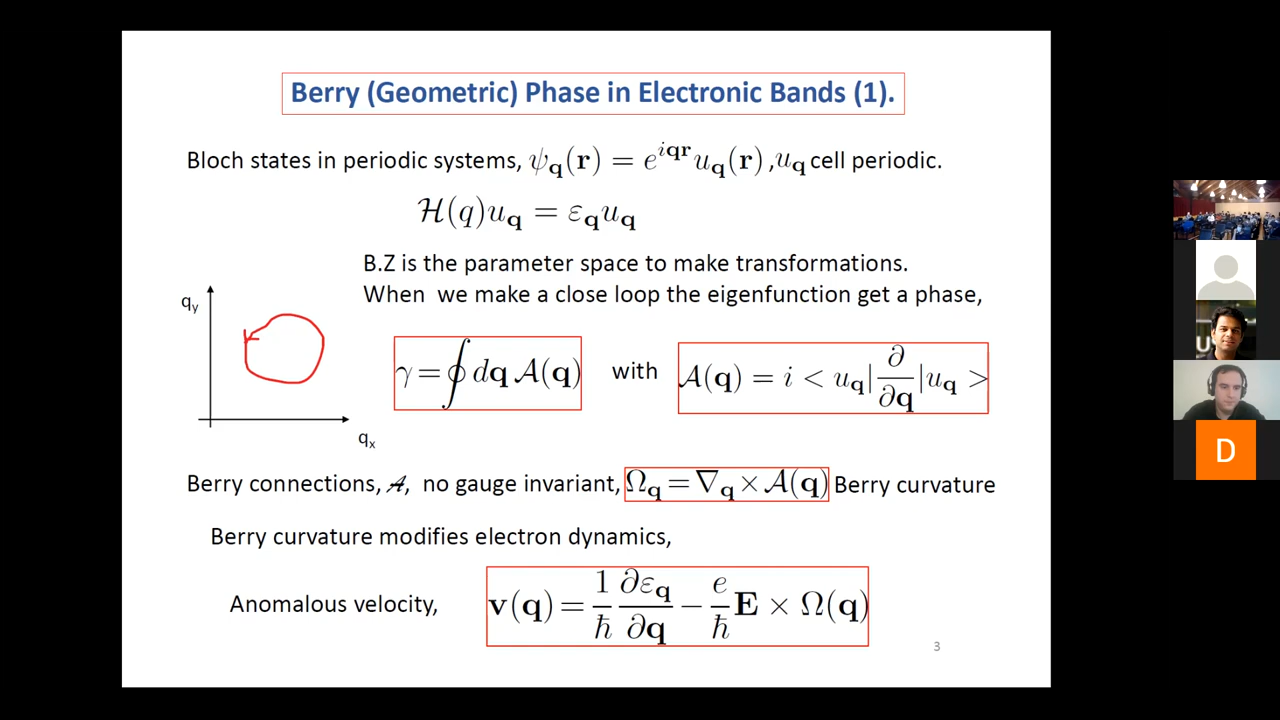 Berry (Geometric) Phase in Electronic Bands (1).
Bloch states in periodic systems, ψ_𝐪(𝐫) = e^{i𝐪𝐫} u_𝐪(𝐫) , u_𝐪 cell periodic.
ℋ(q)u_𝐪 = ε_𝐪 u_𝐪
B.Z is the parameter space to make transformations.
When we make a close loop the eigenfunction get a phase,
q_y
γ = ∮ d𝐪 𝒜(𝐪) with 𝒜(𝐪) = i < u_𝐪| ∂/∂𝐪 |u_𝐪 >
q_x
Berry connections, 𝒜, no gauge invariant, Ω_𝐪 = ∇_𝐪 × 𝒜(𝐪) Berry curvature
Berry curvature modifies electron dynamics,
Anomalous velocity, 𝐯(𝐪) = 1/ħ ∂ε_𝐪/∂𝐪 − e/ħ 𝐄 × Ω(𝐪)
3
U
D